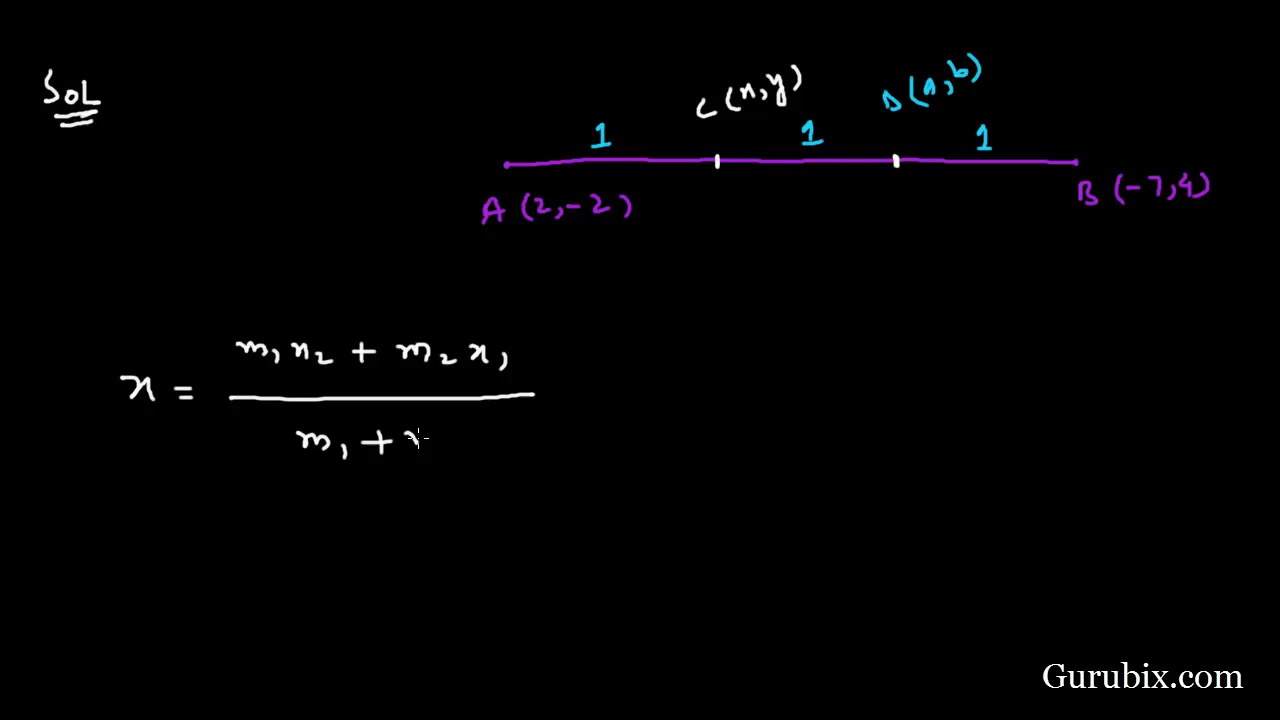 SOL
C (x, y)
D (a, b)
1 1 1
A (2, -2)
B (-7, 4)
x = (m₁x₂ + m₂x₁) / (m₁ +
Gurubix.com